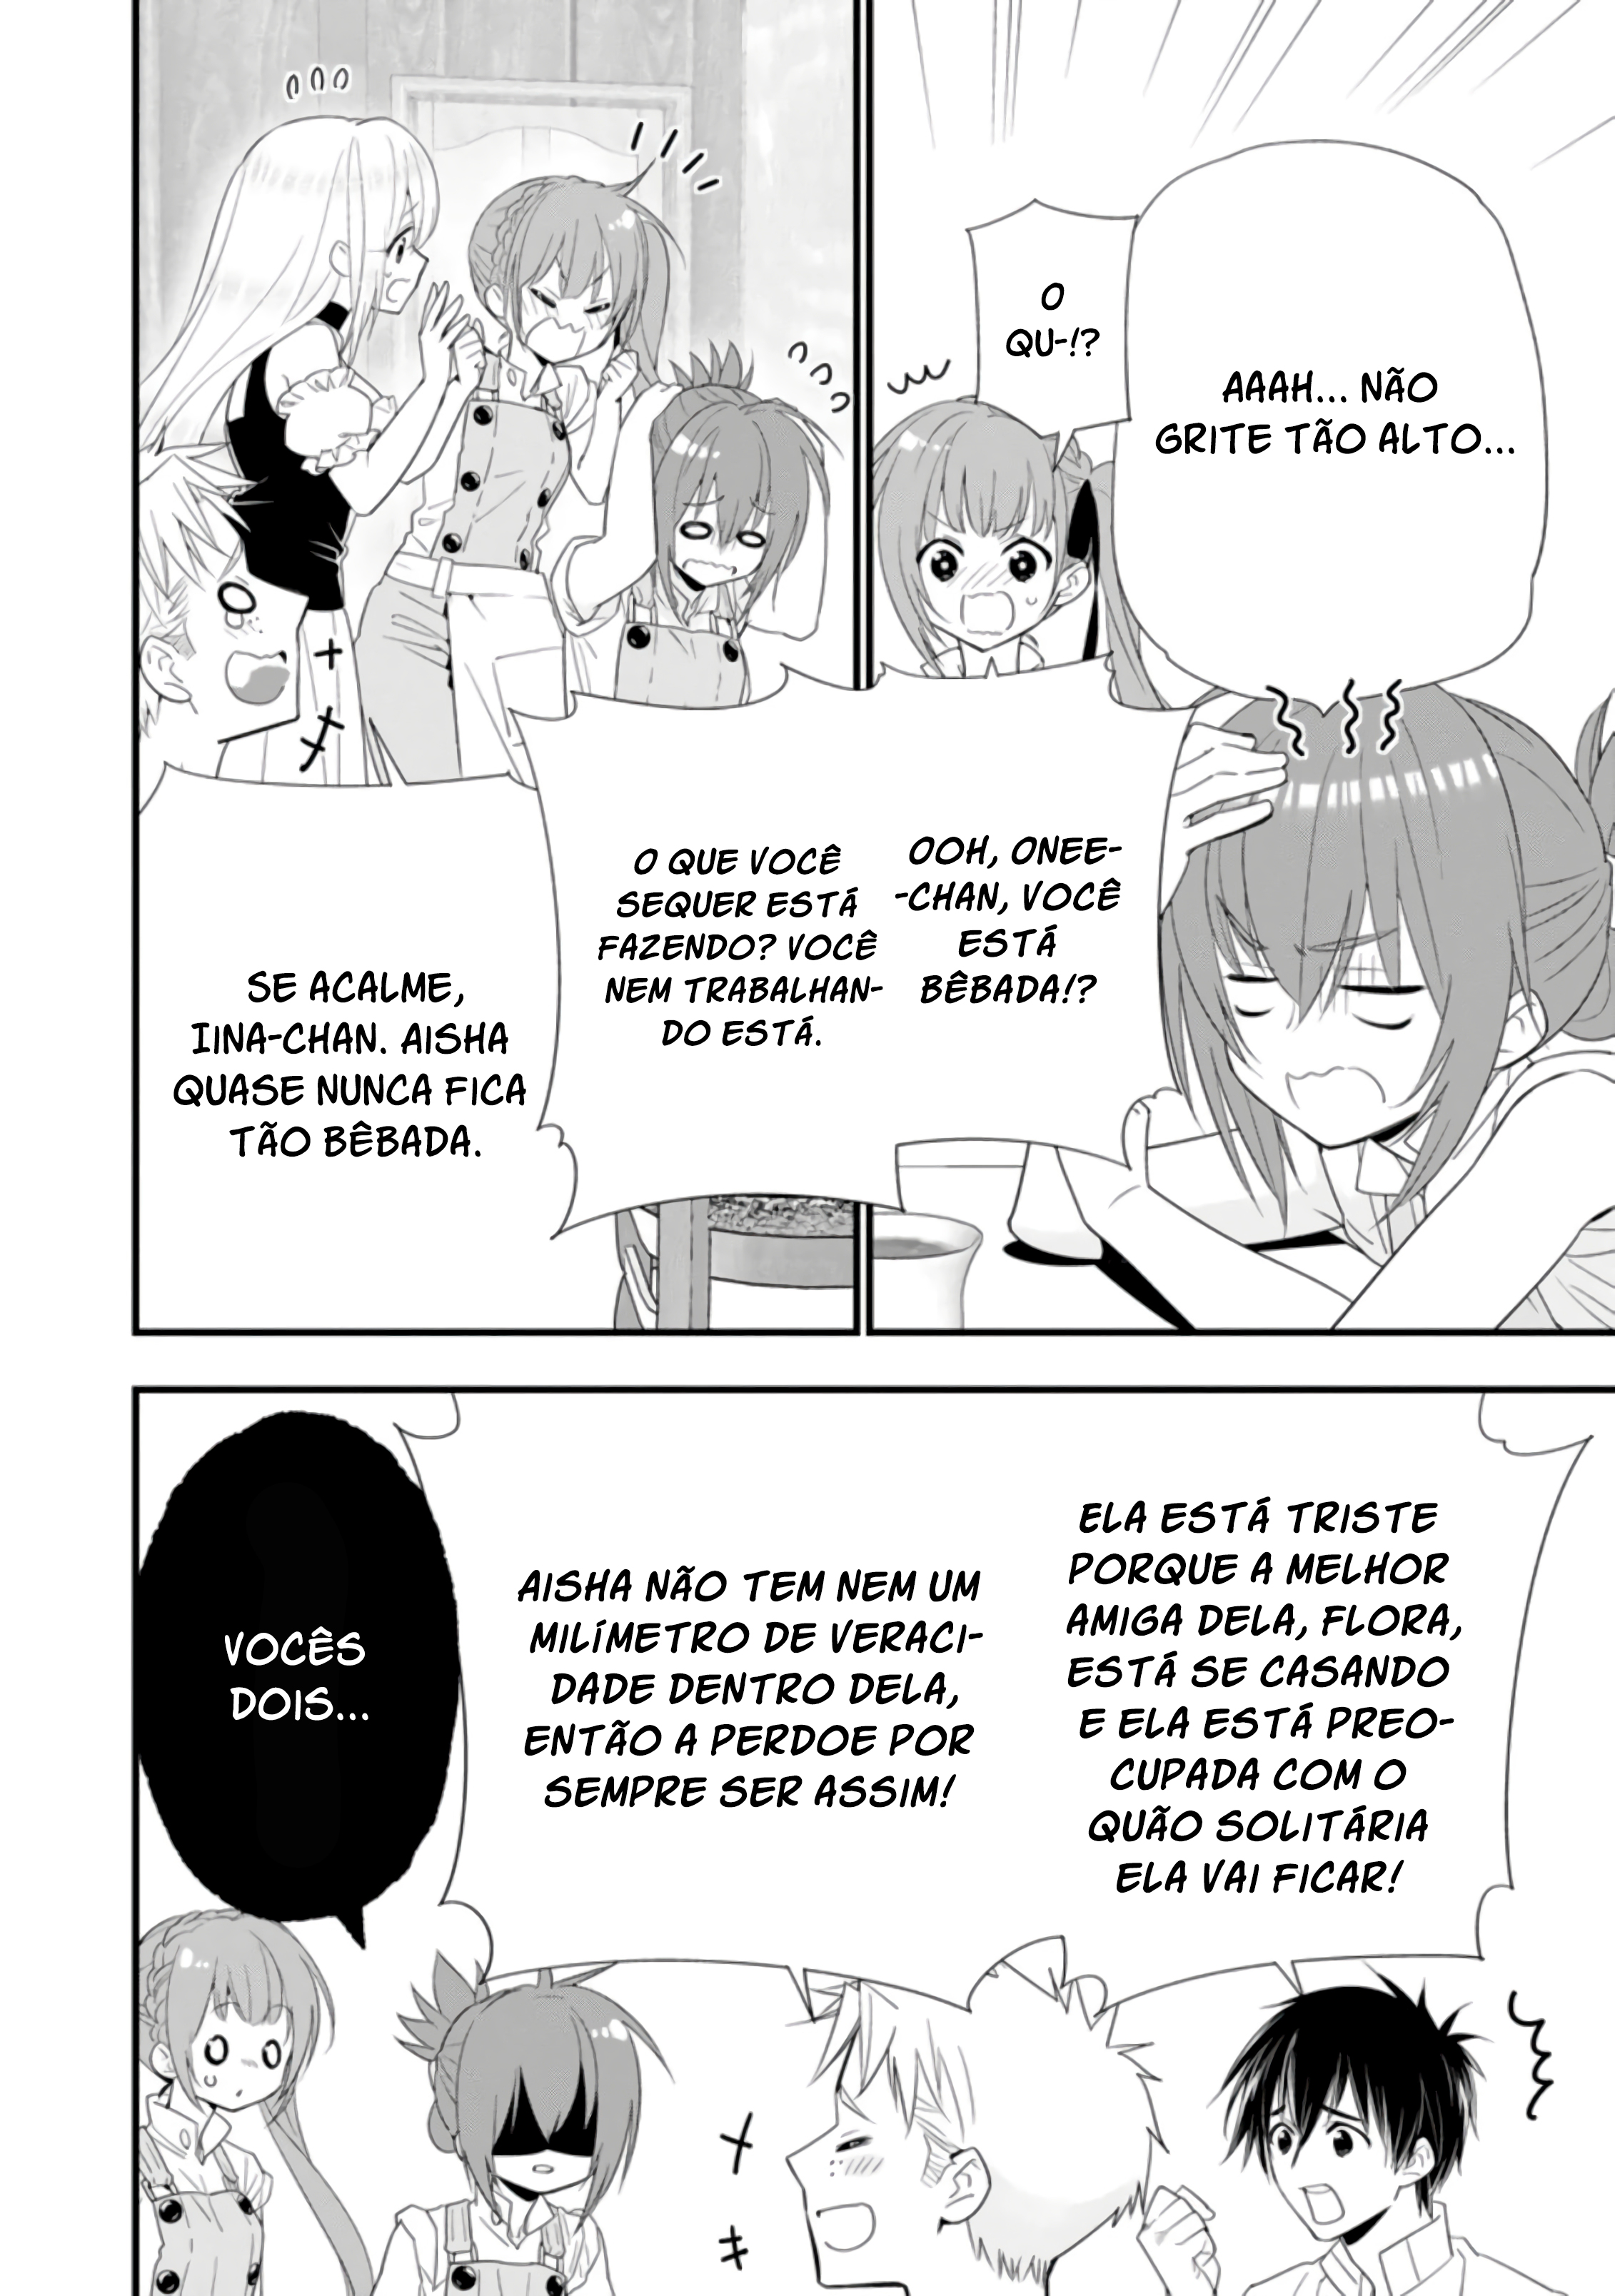 AAAH... NÃO
GRITE TÃO ALTO...
O
QU-!?
OOH, ONEE-
-CHAN, VOCÊ
ESTÁ
BÊBADA!?
O QUE VOCÊ
SEQUER ESTÁ
FAZENDO? VOCÊ
NEM TRABALHAN-
DO ESTÁ.
SE ACALME,
IINA-CHAN. AISHA
QUASE NUNCA FICA
TÃO BÊBADA.
ELA ESTÁ TRISTE
PORQUE A MELHOR
AMIGA DELA, FLORA,
ESTÁ SE CASANDO
E ELA ESTÁ PREO-
CUPADA COM O
QUÃO SOLITÁRIA
ELA VAI FICAR!
AISHA NÃO TEM NEM UM
MILÍMETRO DE VERACI-
DADE DENTRO DELA,
ENTÃO A PERDOE POR
SEMPRE SER ASSIM!
VOCÊS
DOIS...